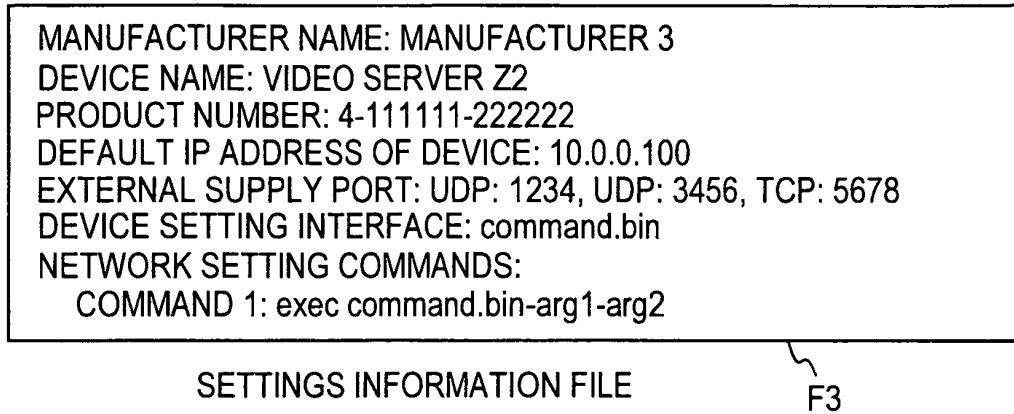 MANUFACTURER NAME: MANUFACTURER 3
DEVICE NAME: VIDEO SERVER Z2
PRODUCT NUMBER: 4-111111-222222
DEFAULT IP ADDRESS OF DEVICE: 10.0.0.100
EXTERNAL SUPPLY PORT: UDP: 1234, UDP: 3456, TCP: 5678
DEVICE SETTING INTERFACE: command.bin
NETWORK SETTING COMMANDS:
COMMAND 1: exec command.bin-arg1-arg2
SETTINGS INFORMATION FILE
F3